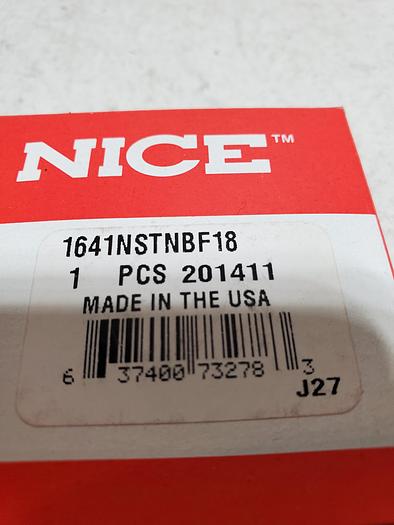 NICE™
1641NSTNBF18
1 PCS 201411
MADE IN THE USA
6 37400 73278 3
J27